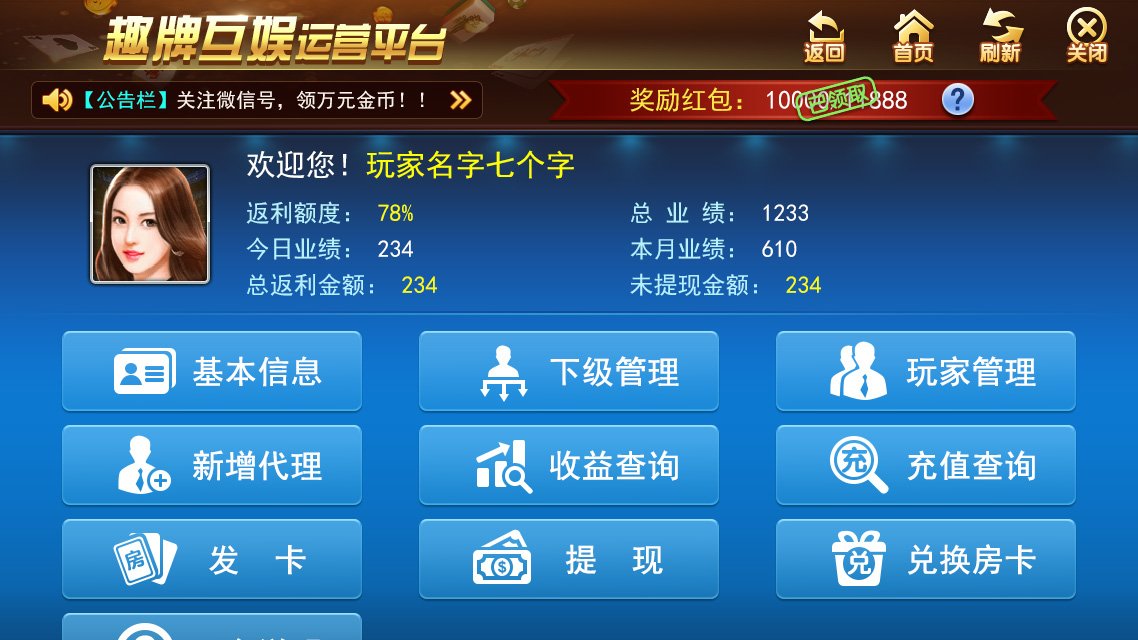 趣牌互娱运营平台
返回 首页 刷新 关闭
【公告栏】关注微信号，领万元金币！！
奖励红包： 888
已领取
?
欢迎您！玩家名字七个字
返利额度： 78%
总 业 绩： 1233
今日业绩： 234
本月业绩： 610
总返利金额： 234
未提现金额： 234
基本信息
下级管理
玩家管理
新增代理
收益查询
充
充值查询
房
发 卡
$
提 现
兑
兑换房卡